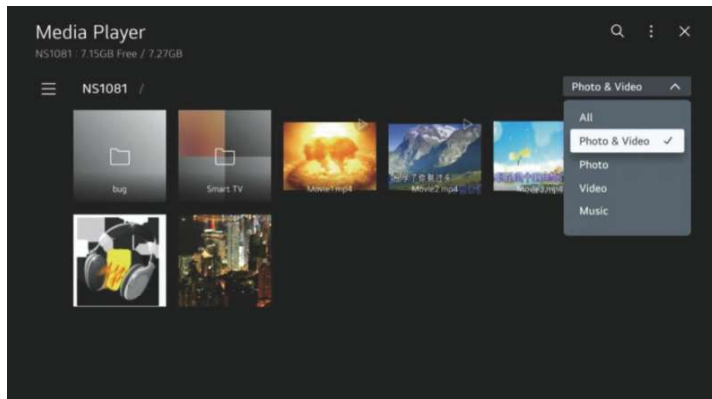 Media Player
NS1081 : 7.15GB Free / 7.27GB
NS1081 /
Photo & Video
All
Photo & Video
Photo
Video
Music
bug
Smart TV
Movie1.mp4
Movie2.mp4
Movie3.mp4